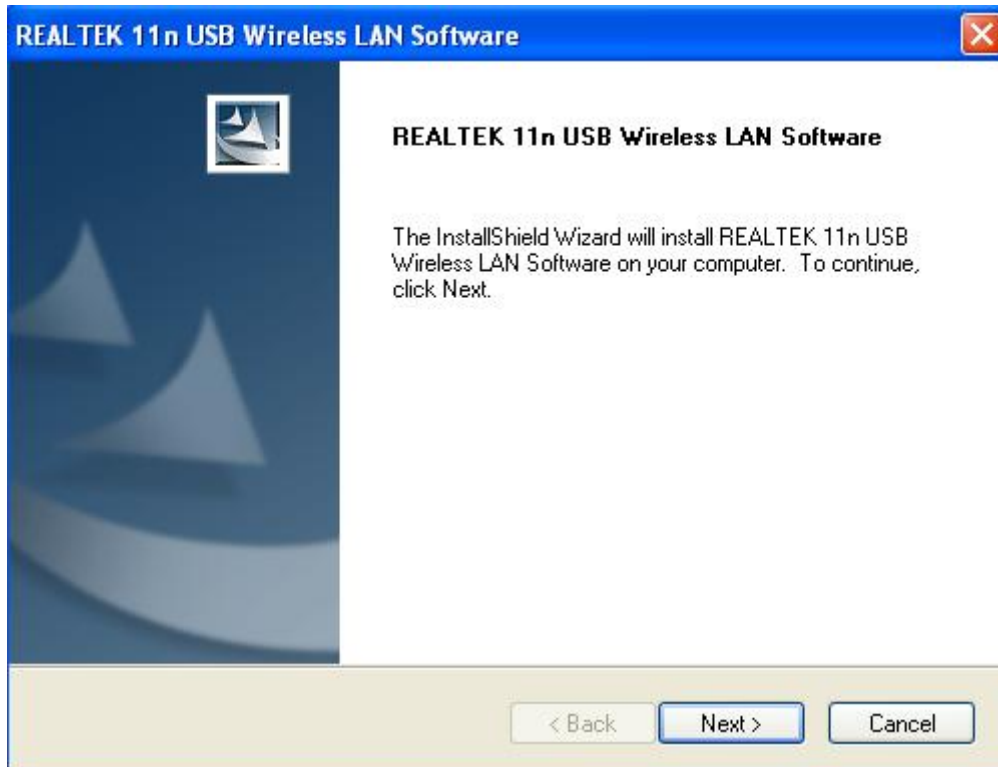 REALTEK 11n USB Wireless LAN Software
REALTEK 11n USB Wireless LAN Software
The InstallShield Wizard will install REALTEK 11n USB
Wireless LAN Software on your computer.  To continue,
click Next.
< Back
Next >
Cancel